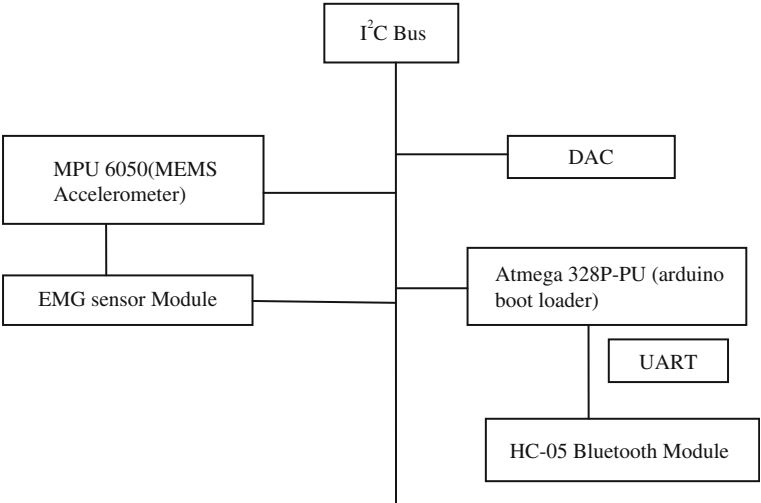 I²C Bus
DAC
MPU 6050(MEMS
Accelerometer)
Atmega 328P-PU (arduino
boot loader)
EMG sensor Module
UART
HC-05 Bluetooth Module